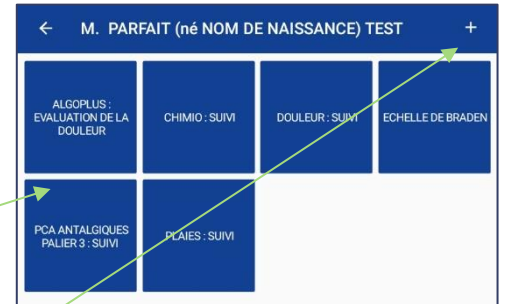 ← M. PARFAIT (né NOM DE NAISSANCE) TEST +
ALGOPLUS :
EVALUATION DE LA
DOULEUR
CHIMIO : SUIVI
DOULEUR : SUIVI
ECHELLE DE BRADEN
PCA ANTALGIQUES
PALIER 3 : SUIVI
PLAIES : SUIVI